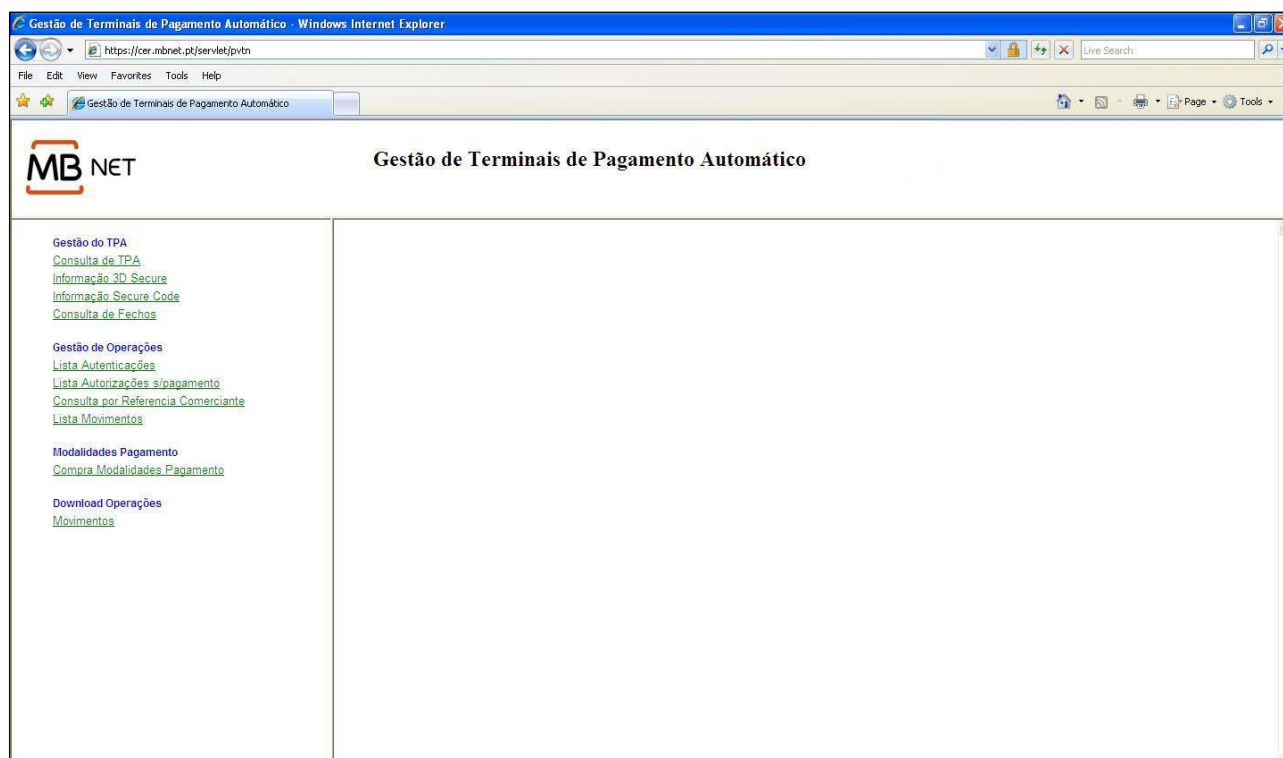 Gestão de Terminais de Pagamento Automático - Windows Internet Explorer
https://cer.mbnet.pt/servlet/pvtn
Live Search
File Edit View Favorites Tools Help
Gestão de Terminais de Pagamento Automático
Page Tools
MB NET
Gestão de Terminais de Pagamento Automático
Gestão do TPA
Consulta de TPA
Informação 3D Secure
Informação Secure Code
Consulta de Fechos
Gestão de Operações
Lista Autenticações
Lista Autorizações s/pagamento
Consulta por Referencia Comerciante
Lista Movimentos
Modalidades Pagamento
Compra Modalidades Pagamento
Download Operações
Movimentos